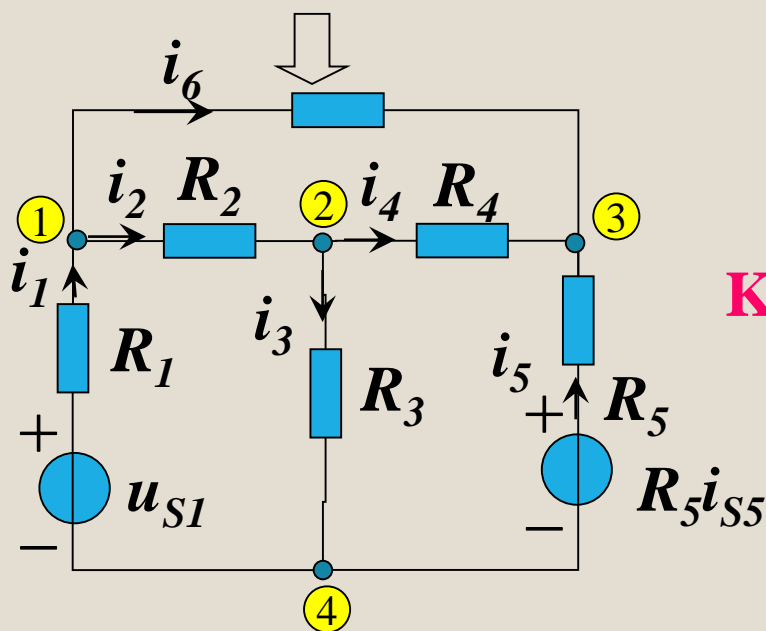 i6
i2 R2 i4 R4
1 2 3
i1 R1 i3 R3 i5 R5
K
+ +
uS1 R5iS5
− −
4